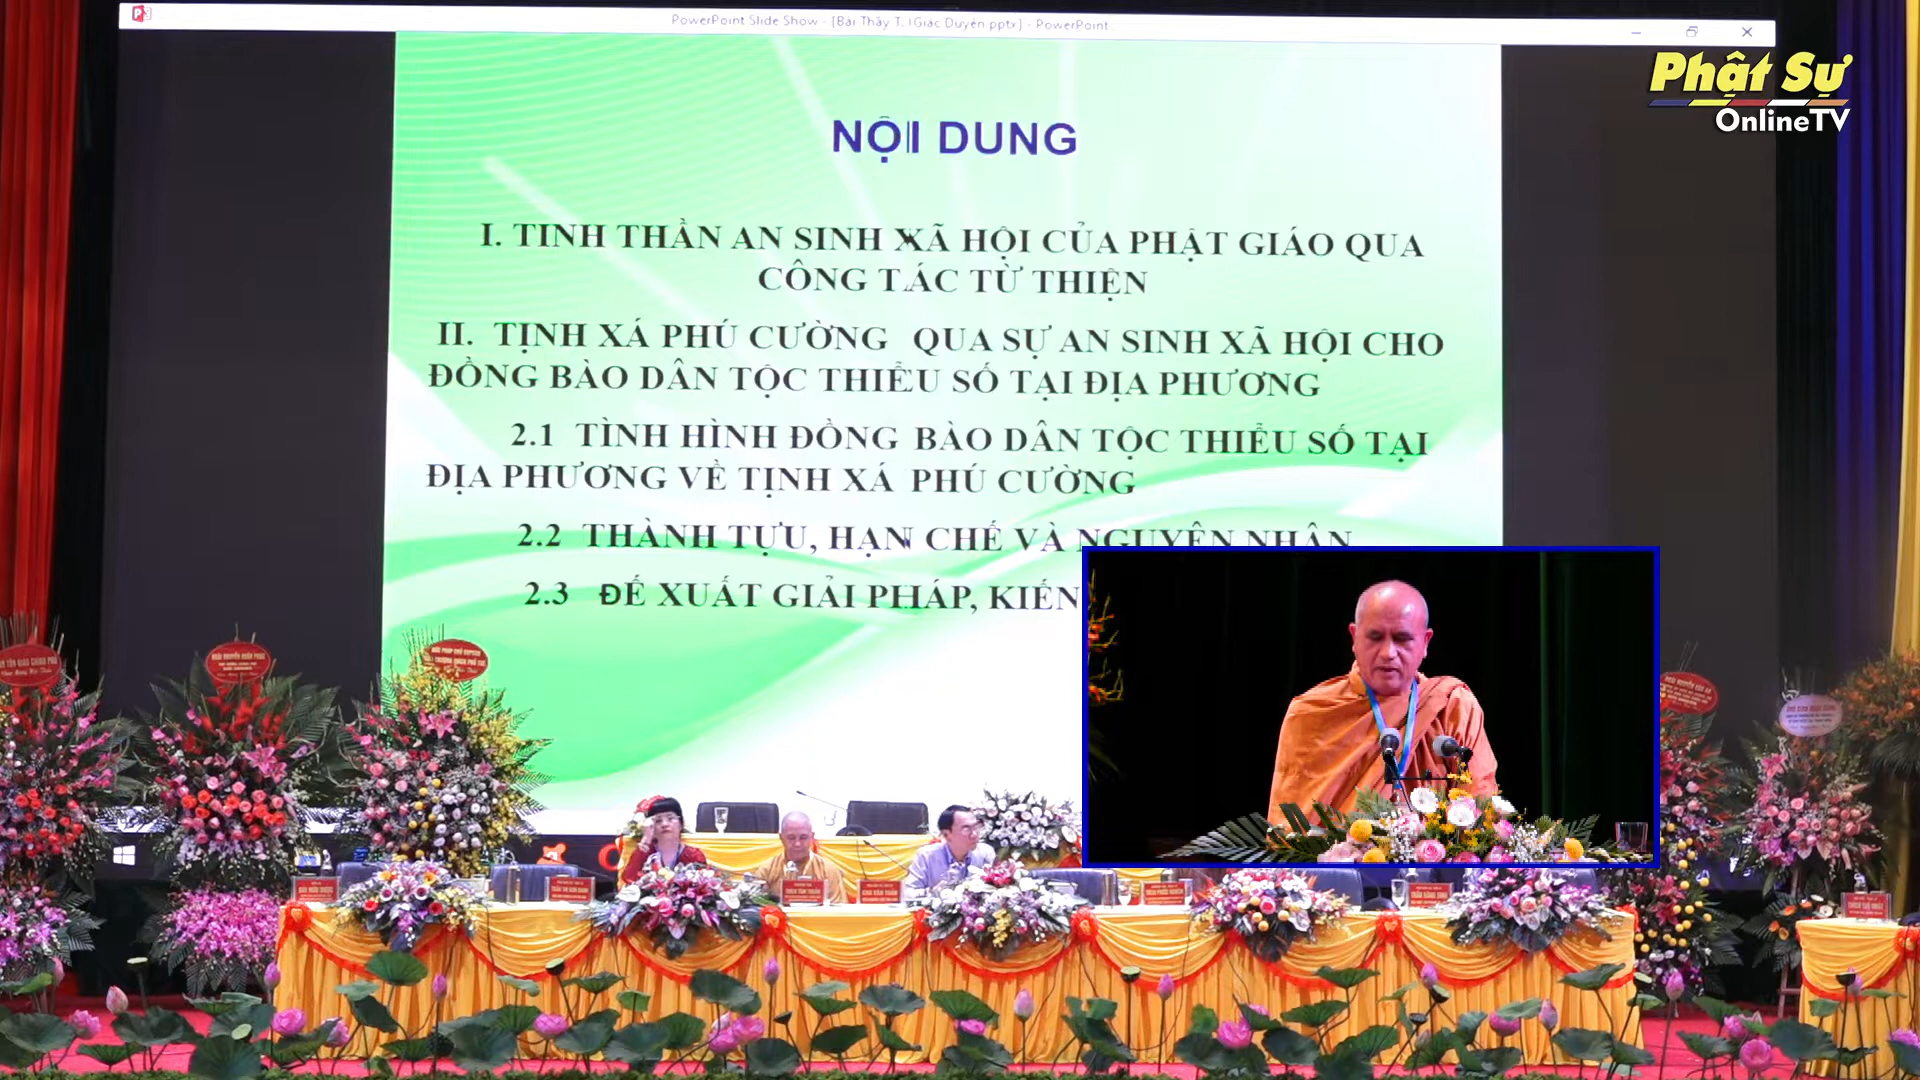 PowerPoint Slide Show - [Bài Thầy T.T Giác Duyên.pptx] - PowerPoint
Phật Sự
OnlineTV
NỘI DUNG
I. TINH THẦN AN SINH XÃ HỘI CỦA PHẬT GIÁO QUA
CÔNG TÁC TỪ THIỆN
II. TỊNH XÁ PHÚ CƯỜNG QUA SỰ AN SINH XÃ HỘI CHO
ĐỒNG BÀO DÂN TỘC THIỂU SỐ TẠI ĐỊA PHƯƠNG
2.1 TÌNH HÌNH ĐỒNG BÀO DÂN TỘC THIỂU SỐ TẠI
ĐỊA PHƯƠNG VỀ TỊNH XÁ PHÚ CƯỜNG
2.2 THÀNH TỰU, HẠN CHẾ VÀ NGUYÊN NHÂN
2.3 ĐỀ XUẤT GIẢI PHÁP, KIẾN